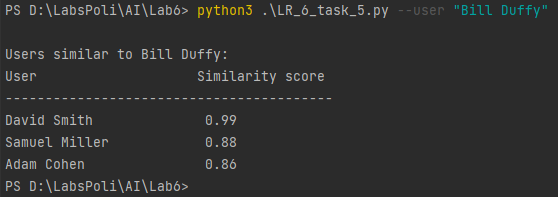 PS D:\LabsPoli\AI\Lab6> python3 .\LR_6_task_5.py --user "Bill Duffy"
Users similar to Bill Duffy:
User                    Similarity score
-----------------------------------------
David Smith              0.99
Samuel Miller            0.88
Adam Cohen               0.86
PS D:\LabsPoli\AI\Lab6>